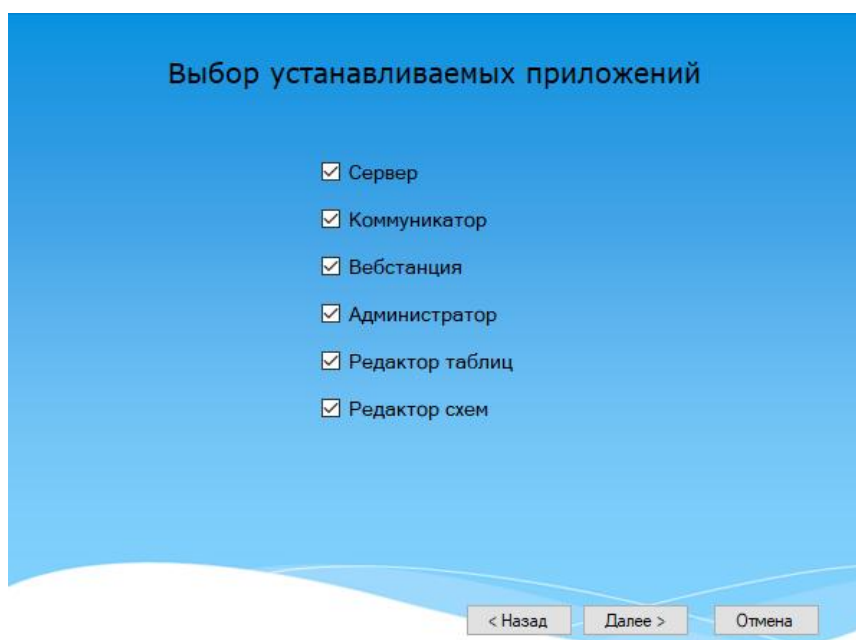 Выбор устанавливаемых приложений
Сервер
Коммуникатор
Вебстанция
Администратор
Редактор таблиц
Редактор схем
< Назад
Далее >
Отмена